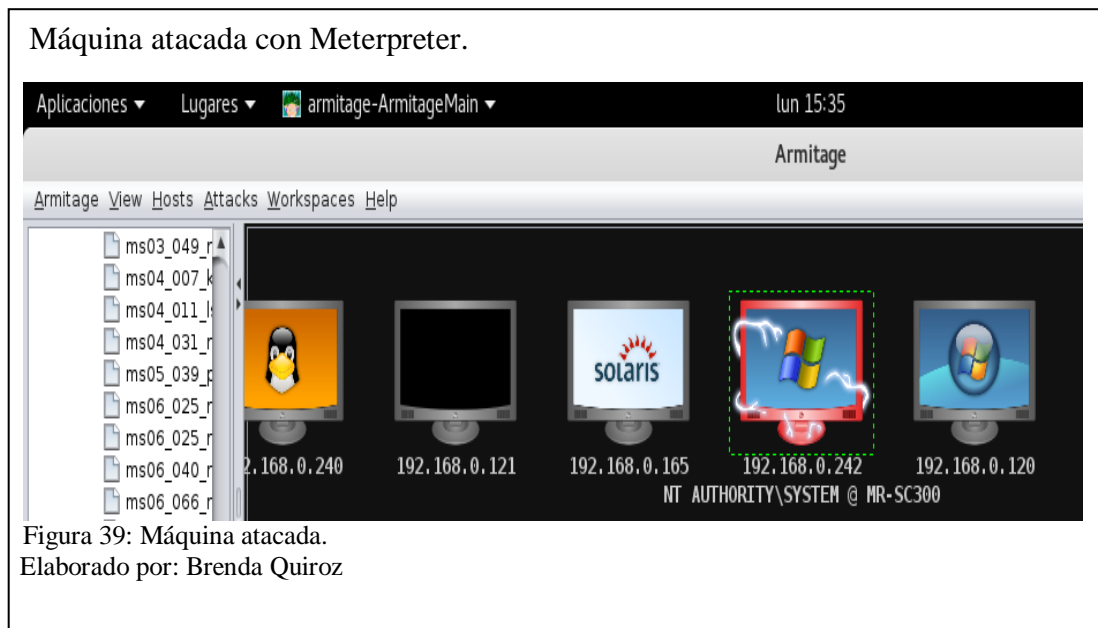 Máquina atacada con Meterpreter.
Aplicaciones Lugares armitage-ArmitageMain lun 15:35
Armitage
Armitage View Hosts Attacks Workspaces Help
ms03_049_r
ms04_007_k
ms04_011_l
ms04_031_r
ms05_039_p
ms06_025_r
ms06_025_r
ms06_040_r
ms06_066_r
solaris
2.168.0.240 192.168.0.121 192.168.0.165 192.168.0.242 192.168.0.120
NT AUTHORITY\SYSTEM @ MR-SC300
Figura 39: Máquina atacada.
Elaborado por: Brenda Quiroz